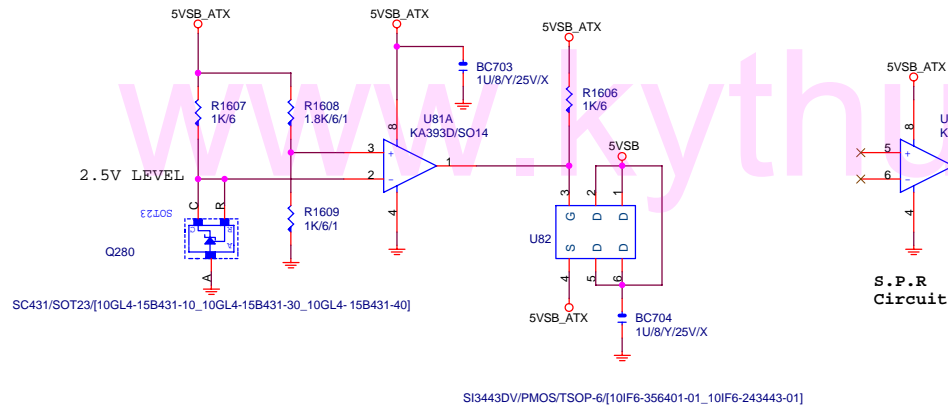 5VSB_ATX
5VSB_ATX
5VSB_ATX
5VSB_ATX
BC703
1U/8/Y/25V/X
R1607
1K/6
R1608
1.8K/6/1
U81A
KA393D/SO14
R1606
1K/6
www.kythu
8
3
+
1
2
-
4
5VSB
8
5
+
6
-
4
2.5V LEVEL
C
R
SOT23
R1609
1K/6/1
3
2
1
G
D
D
U82
S
D
D
4
5
6
Q280
A
S.P.R
Circuit
SC431/SOT23/[10GL4-15B431-10_10GL4-15B431-30_10GL4- 15B431-40]
5VSB_ATX
BC704
1U/8/Y/25V/X
SI3443DV/PMOS/TSOP-6/[10IF6-356401-01_10IF6-243443-01]